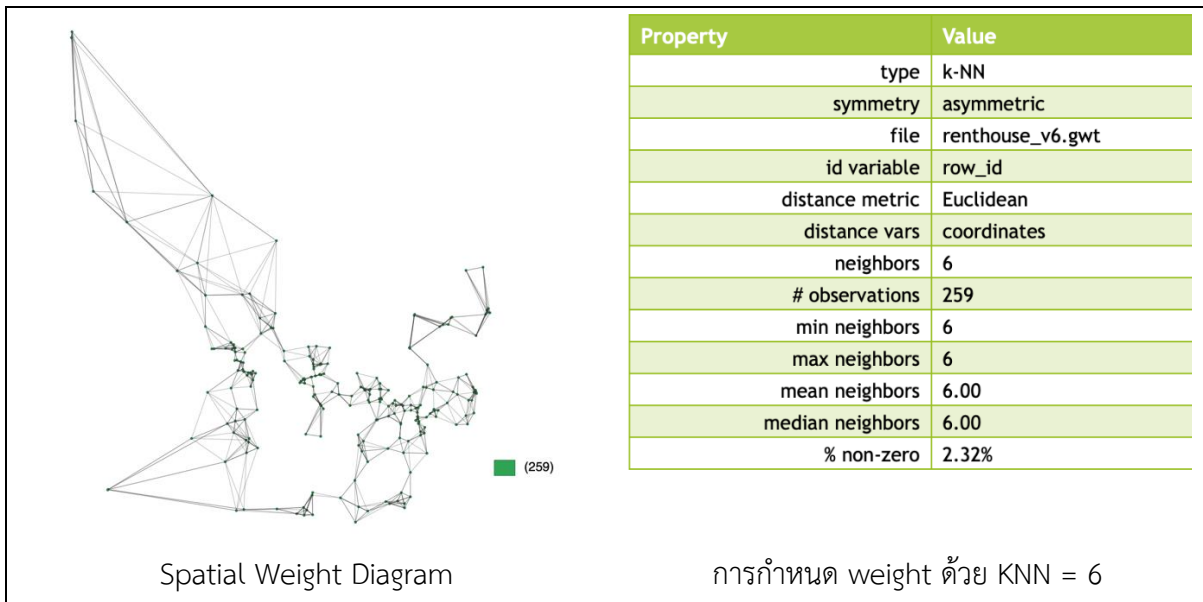 Property Value
type k-NN
symmetry asymmetric
file renthouse_v6.gwt
id variable row_id
distance metric Euclidean
distance vars coordinates
neighbors 6
# observations 259
min neighbors 6
max neighbors 6
mean neighbors 6.00
median neighbors 6.00
% non-zero 2.32%
(259)
Spatial Weight Diagram
การกำหนด weight ด้วย KNN = 6